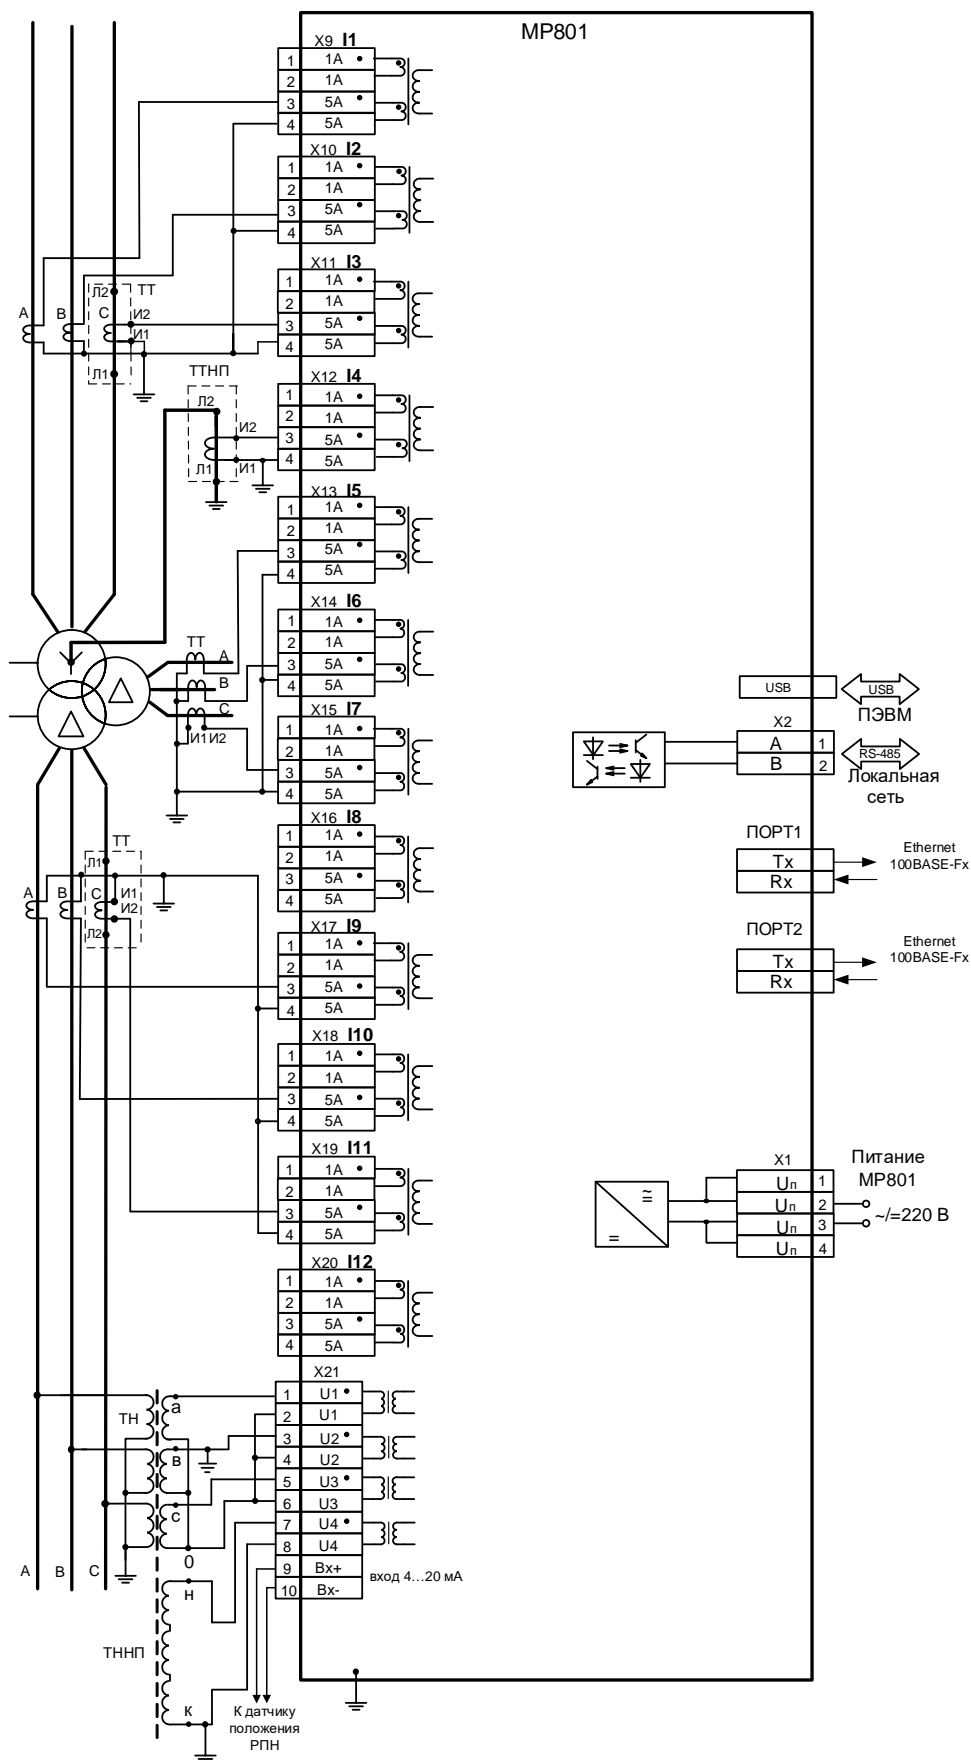 МР801
X9 I1
1 1А
2 1А
3 5А
4 5А
X10 I2
1 1А
2 1А
3 5А
4 5А
X11 I3
1 1А
2 1А
3 5А
4 5А
А
В
С
Л2
ТТ
И2
И1
Л1
ТТНП
X12 I4
1 1А
2 1А
3 5А
4 5А
Л2
И2
Л1
И1
X13 I5
1 1А
2 1А
3 5А
4 5А
X14 I6
1 1А
2 1А
3 5А
4 5А
ТТ
А
В
С
И1 И2
X15 I7
1 1А
2 1А
3 5А
4 5А
X16 I8
1 1А
2 1А
3 5А
4 5А
ТТ
Л1
А
В
С
И1
И2
Л2
X17 I9
1 1А
2 1А
3 5А
4 5А
X18 I10
1 1А
2 1А
3 5А
4 5А
X19 I11
1 1А
2 1А
3 5А
4 5А
X20 I12
1 1А
2 1А
3 5А
4 5А
X21
1 U1
2 U1
3 U2
4 U2
5 U3
6 U3
7 U4
8 U4
9 Вх+
10 Вх-
вход 4...20 мА
ТН
а
в
с
0
А
В
С
н
ТННП
к
К датчику
положения
РПН
USB
USB
ПЭВМ
X2
А 1
В 2
RS-485
Локальная
сеть
ПОРТ1
Tx
Rx
Ethernet
100BASE-Fx
ПОРТ2
Tx
Rx
Ethernet
100BASE-Fx
X1
Uп 1
Uп 2
Uп 3
Uп 4
Питание
МР801
~/=220 В
≃
=